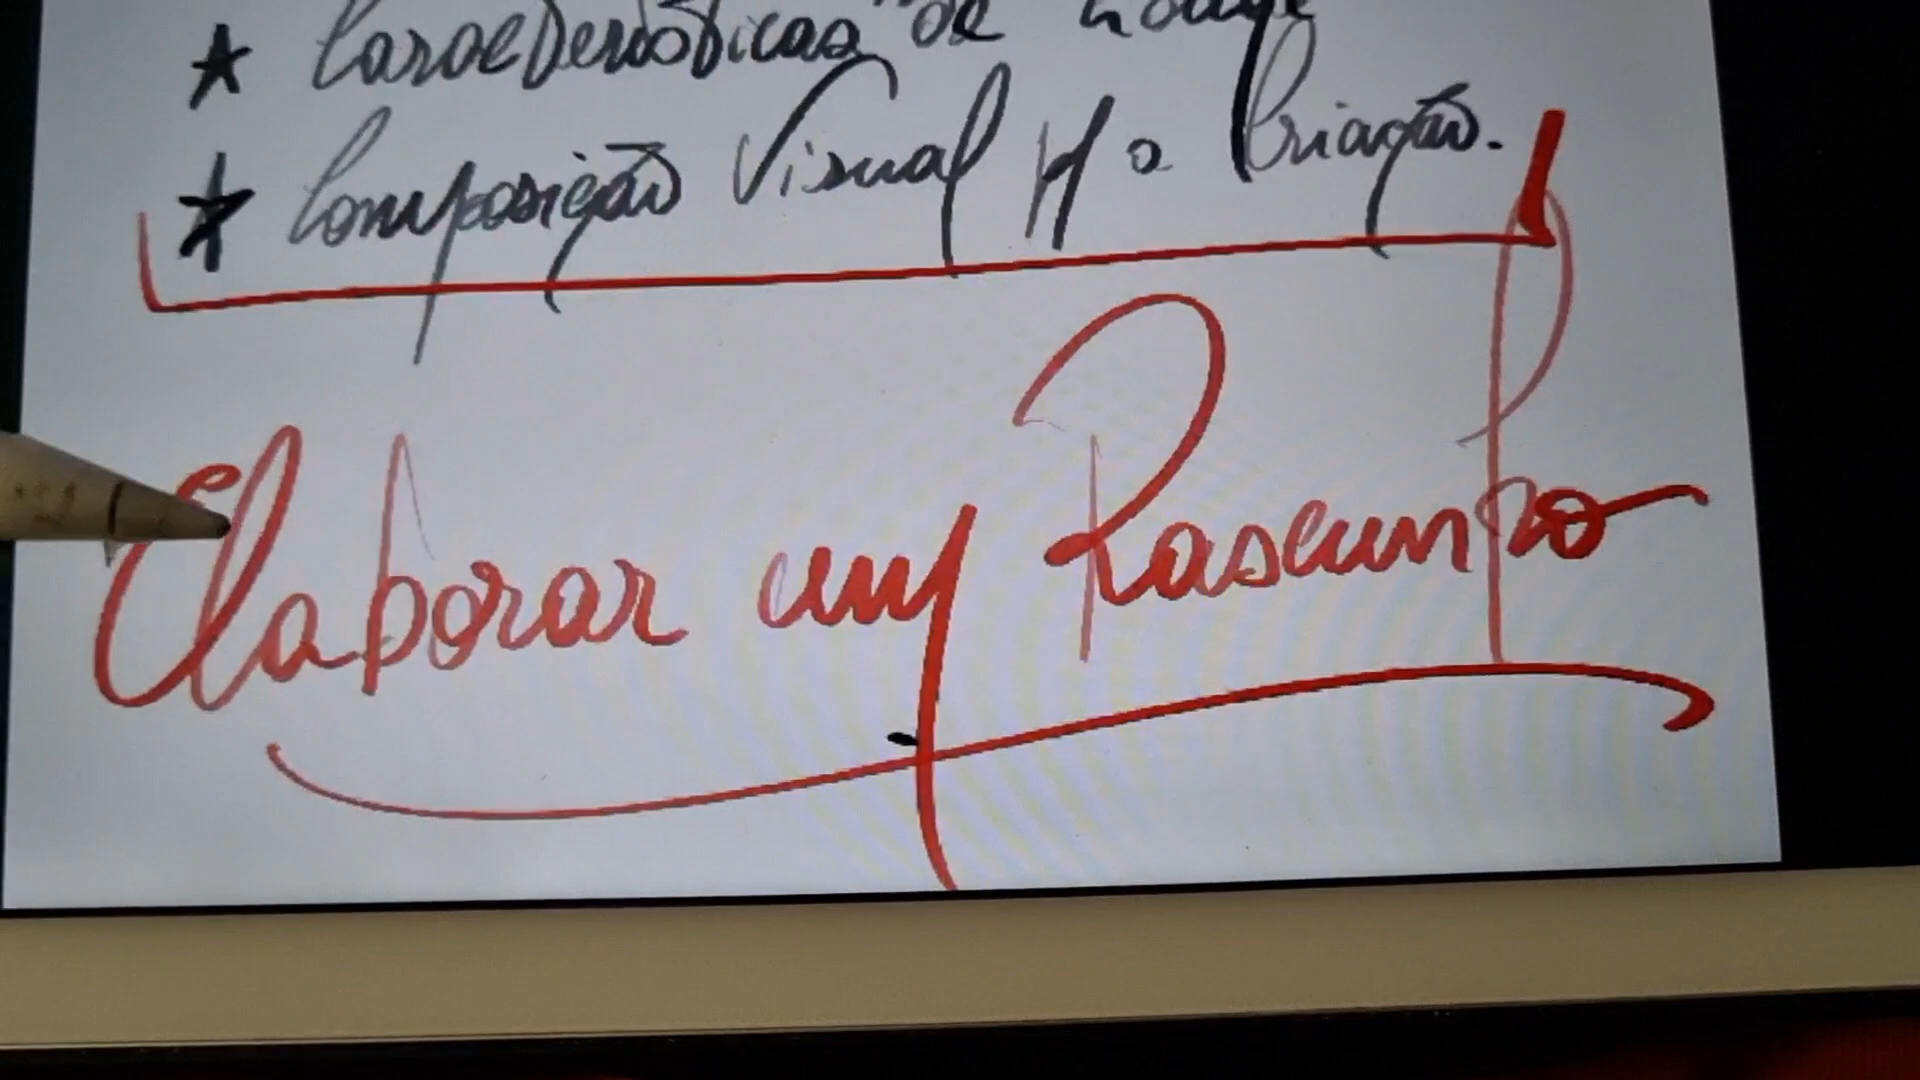 ★ Características de
★ Composição Visual p/ a Criação.
Elaborar um Rascunho